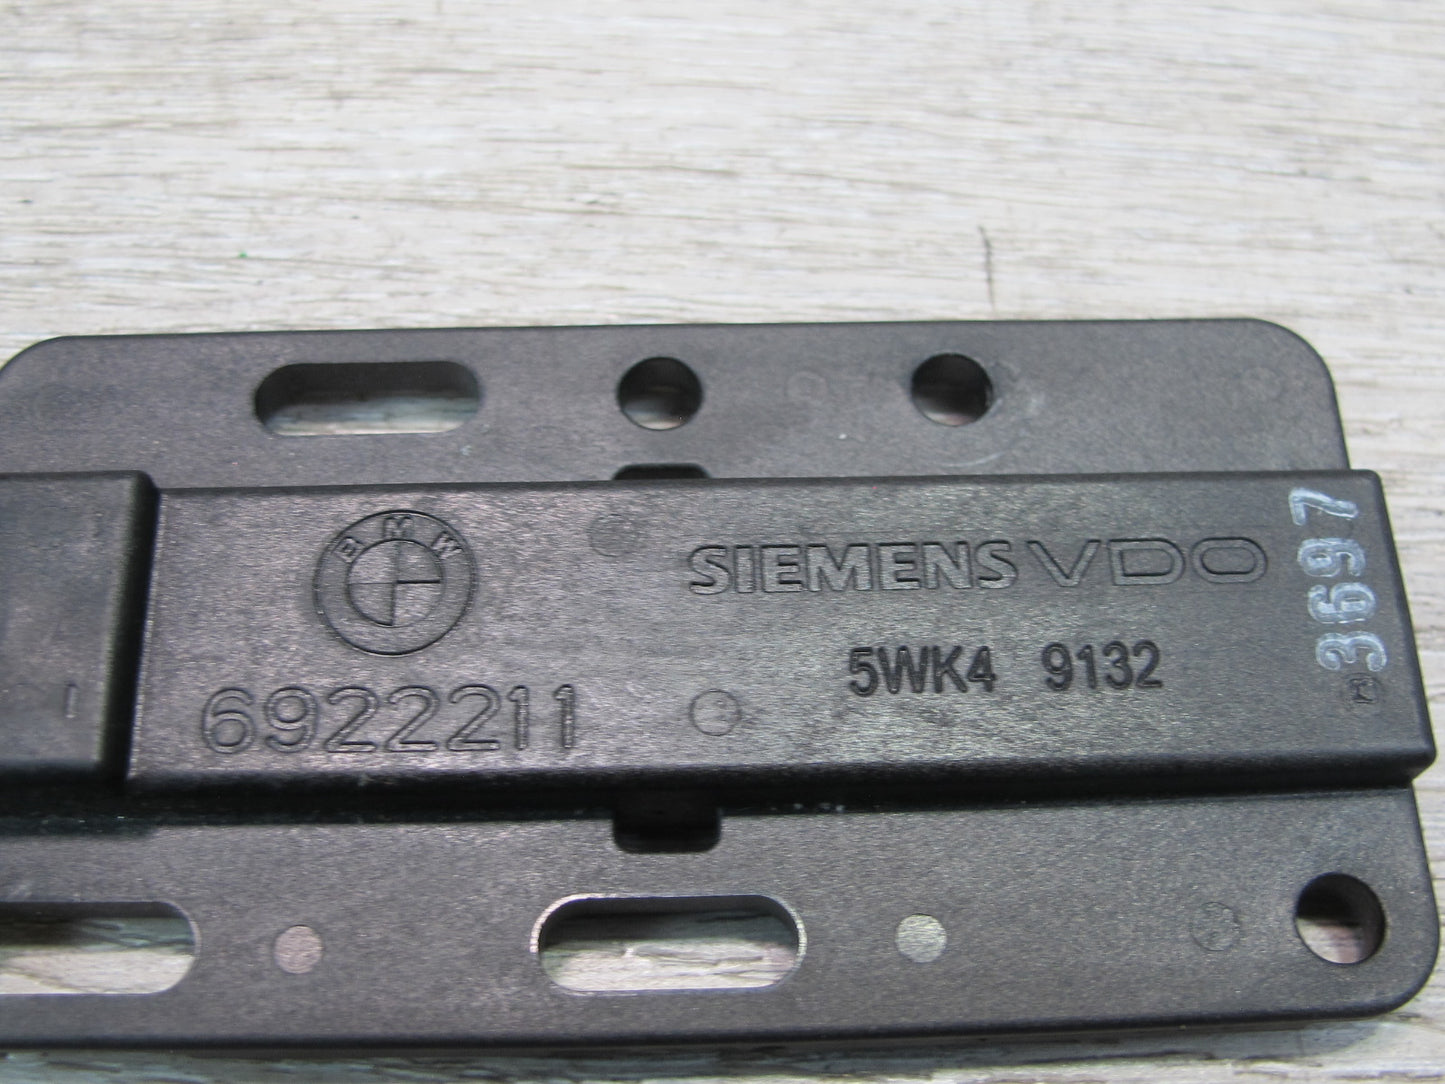 BMW
SIEMENS VDO
5WK4 9132
6922211
3697